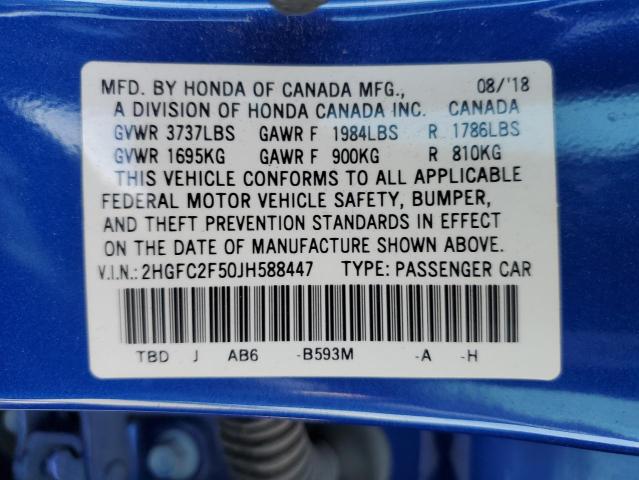 MFD. BY HONDA OF CANADA MFG., 08/'18
A DIVISION OF HONDA CANADA INC. CANADA
GVWR 3737LBS GAWR F 1984LBS R 1786LBS
GVWR 1695KG GAWR F 900KG R 810KG
THIS VEHICLE CONFORMS TO ALL APPLICABLE
FEDERAL MOTOR VEHICLE SAFETY, BUMPER,
AND THEFT PREVENTION STANDARDS IN EFFECT
ON THE DATE OF MANUFACTURE SHOWN ABOVE.
V.I.N.: 2HGFC2F50JH588447 TYPE: PASSENGER CAR
TBD J AB6 -B593M -A -H